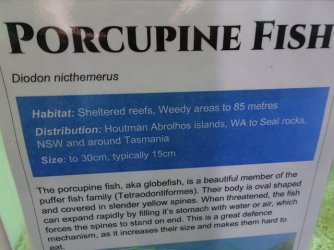 PORCUPINE FISH
Diodon nicthemerus
Habitat: Sheltered reefs, Weedy areas to 85 metres
Distribution: Houtman Abrolhos islands, WA to Seal rocks,
NSW and around Tasmania
Size: to 30cm, typically 15cm
The porcupine fish, aka globefish, is a beautiful member of the
puffer fish family (Tetraodontiformes). Their body is oval shaped
and covered in slender yellow spines. When threatened, the fish
can expand rapidly by filling it's stomach with water or air, which
forces the spines to stand on end. This is a great defence
mechanism, as it increases their size and makes them hard to
eat.